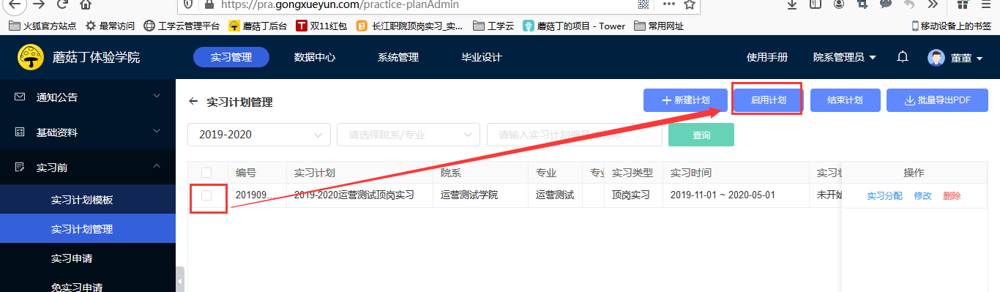 https://pra.gongxueyun.com/practice-planAdmin
火狐官方站点 最常访问 工学云管理平台 蘑菇丁后台 双11红包 长江职院顶岗实习_实... 工学云 蘑菇丁的项目 - Tower 常用网址 移动设备上的书签
蘑菇丁体验学院 实习管理 数据中心 系统管理 毕业设计 使用手册 院系管理员 董董
通知公告
基础资料
实习前
实习计划模板
实习计划管理
实习申请
免实习申请
实习计划管理 新建计划 启用计划 结束计划 批量导出PDF
2019-2020 请选择院系/专业 请输入实习计划编号或名称 查询
编号 实习计划 院系 专业 专业 实习类型 实习时间 实习状 操作
201909... 2019-2020运营测试顶岗实习 运营测试学院 运营测试 顶岗实习 2019-11-01 ~ 2020-05-01 未开始 实习分配 修改 删除